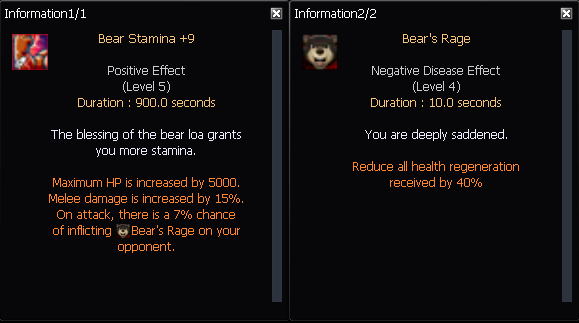 Information1/1
Bear Stamina +9
Positive Effect
(Level 5)
Duration : 900.0 seconds
The blessing of the bear loa grants
you more stamina.
Maximum HP is increased by 5000.
Melee damage is increased by 15%.
On attack, there is a 7% chance
of inflicting Bear's Rage on your
opponent.
Information2/2
Bear's Rage
Negative Disease Effect
(Level 4)
Duration : 10.0 seconds
You are deeply saddened.
Reduce all health regeneration
received by 40%